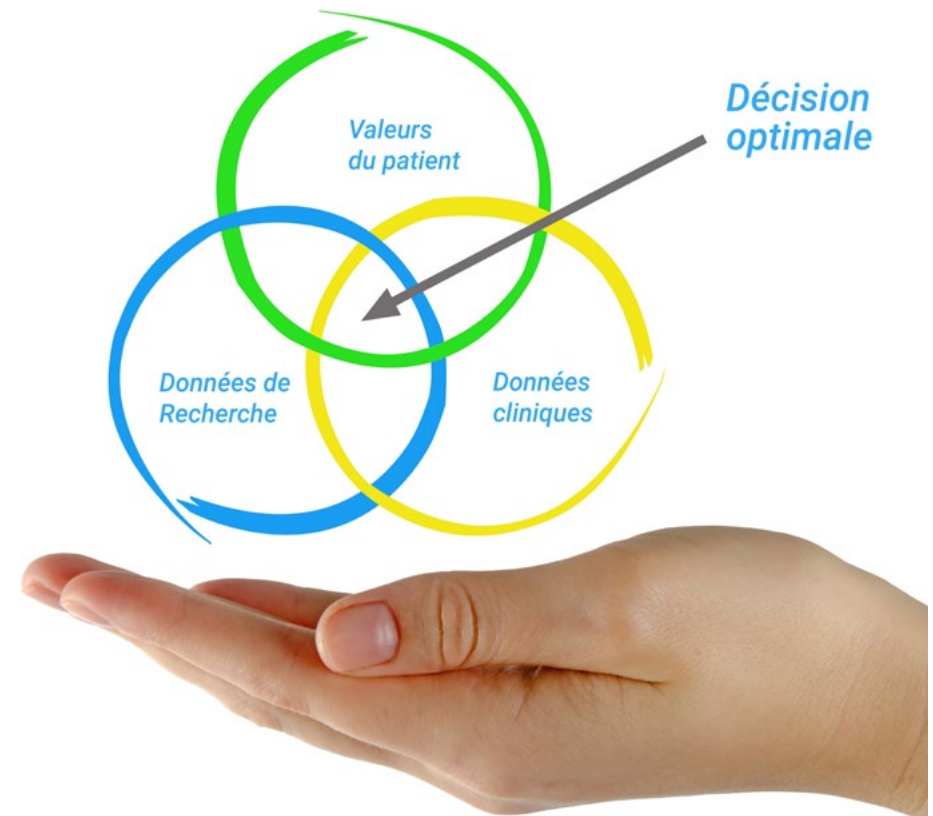 Décision
optimale
Valeurs
du patient
Données de
Recherche
Données
cliniques